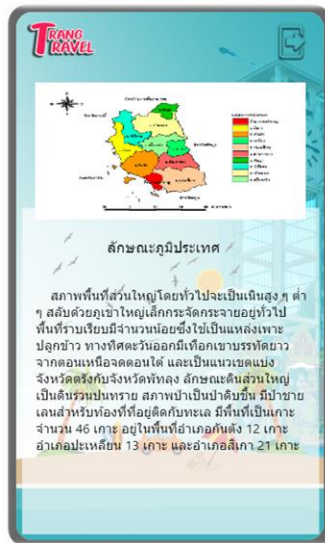 TRANG
TRAVEL
ลักษณะภูมิประเทศ
สภาพพื้นที่ส่วนใหญ่โดยทั่วไปจะเป็นเนินสูง ๆ ต่ำ
ๆ สลับด้วยภูเขาใหญ่เล็กกระจัดกระจายอยู่ทั่วไป
พื้นที่ราบเรียบมีจำนวนน้อยซึ่งใช้เป็นแหล่งเพาะ
ปลูกข้าว ทางทิศตะวันออกมีเทือกเขาบรรทัดยาว
จากตอนเหนือจดตอนใต้ และเป็นแนวเขตแบ่ง
จังหวัดตรังกับจังหวัดพัทลุง ลักษณะดินส่วนใหญ่
เป็นดินร่วนปนทราย สภาพป่าเป็นป่าดิบชื้น มีป่าชาย
เลนสำหรับท้องที่ที่อยู่ติดกับทะเล มีพื้นที่เป็นเกาะ
จำนวน 46 เกาะ อยู่ในพื้นที่อำเภอกันตัง 12 เกาะ
อำเภอปะเหลียน 13 เกาะ และอำเภอสิเกา 21 เกาะ